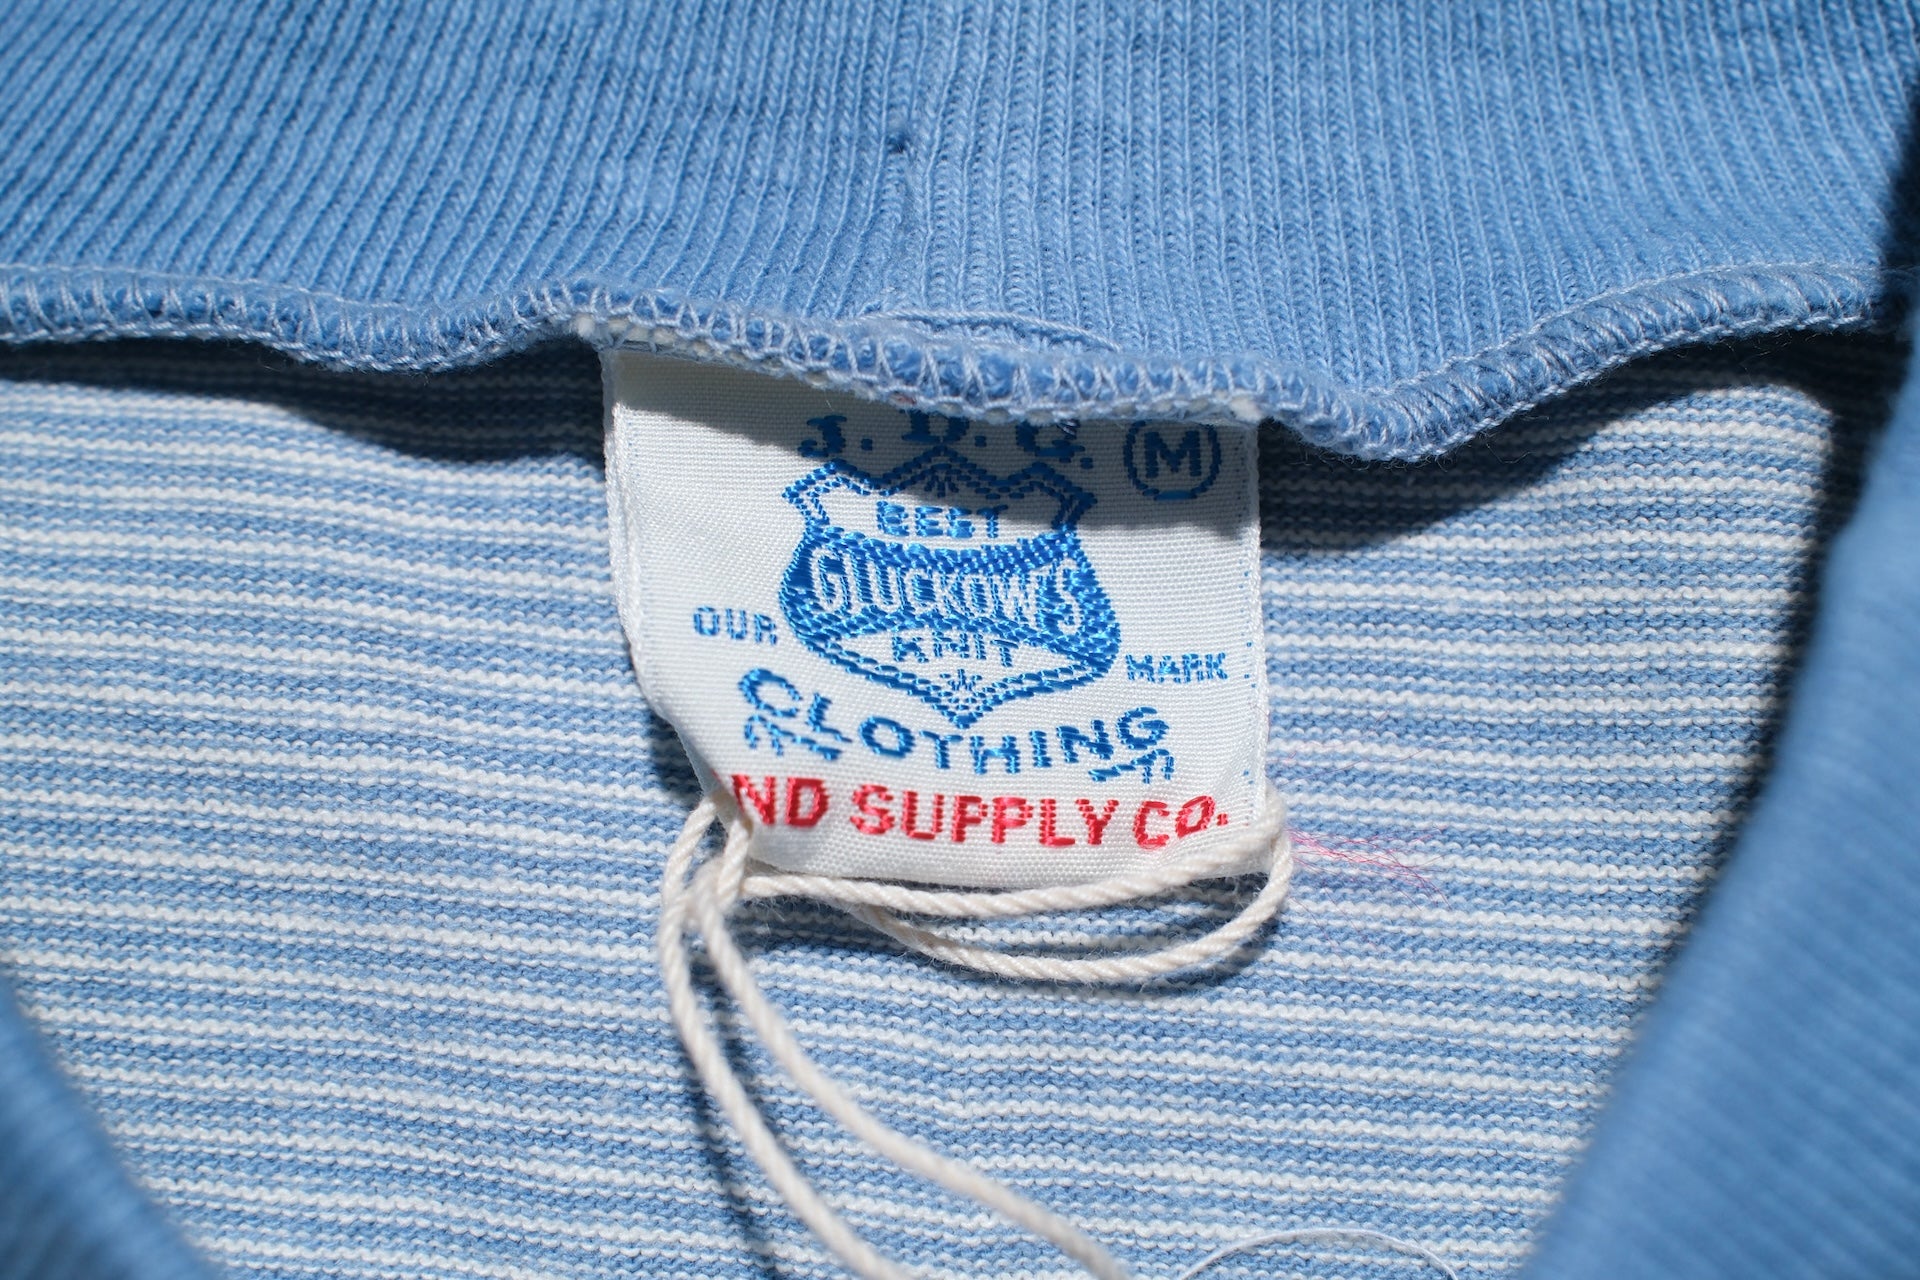 J. D. G. M
BEST
GLUCKOW'S
KNIT
OUR MARK
CLOTHING
ND SUPPLY CO.